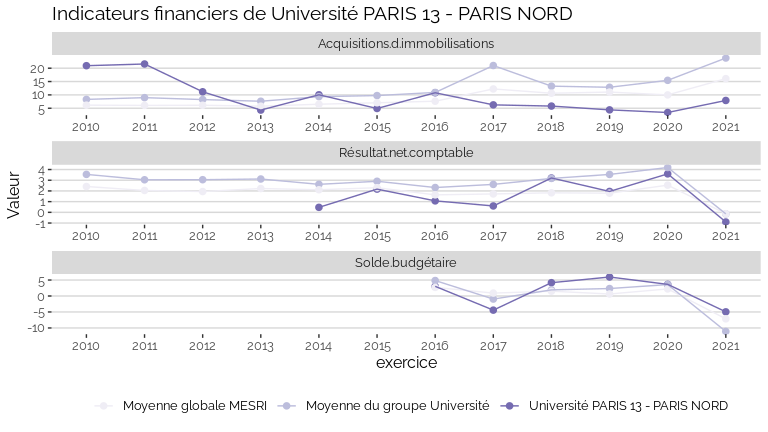 Indicateurs financiers de Université PARIS 13 - PARIS NORD
Acquisitions.d.immobilisations
20
15
10
5
2010 2011 2012 2013 2014 2015 2016 2017 2018 2019 2020 2021
Résultat.net.comptable
4
3
2
1
0
-1
2010 2011 2012 2013 2014 2015 2016 2017 2018 2019 2020 2021
Solde.budgétaire
5
0
-5
-10
2010 2011 2012 2013 2014 2015 2016 2017 2018 2019 2020 2021
Valeur
exercice
Moyenne globale MESRI Moyenne du groupe Université Université PARIS 13 - PARIS NORD